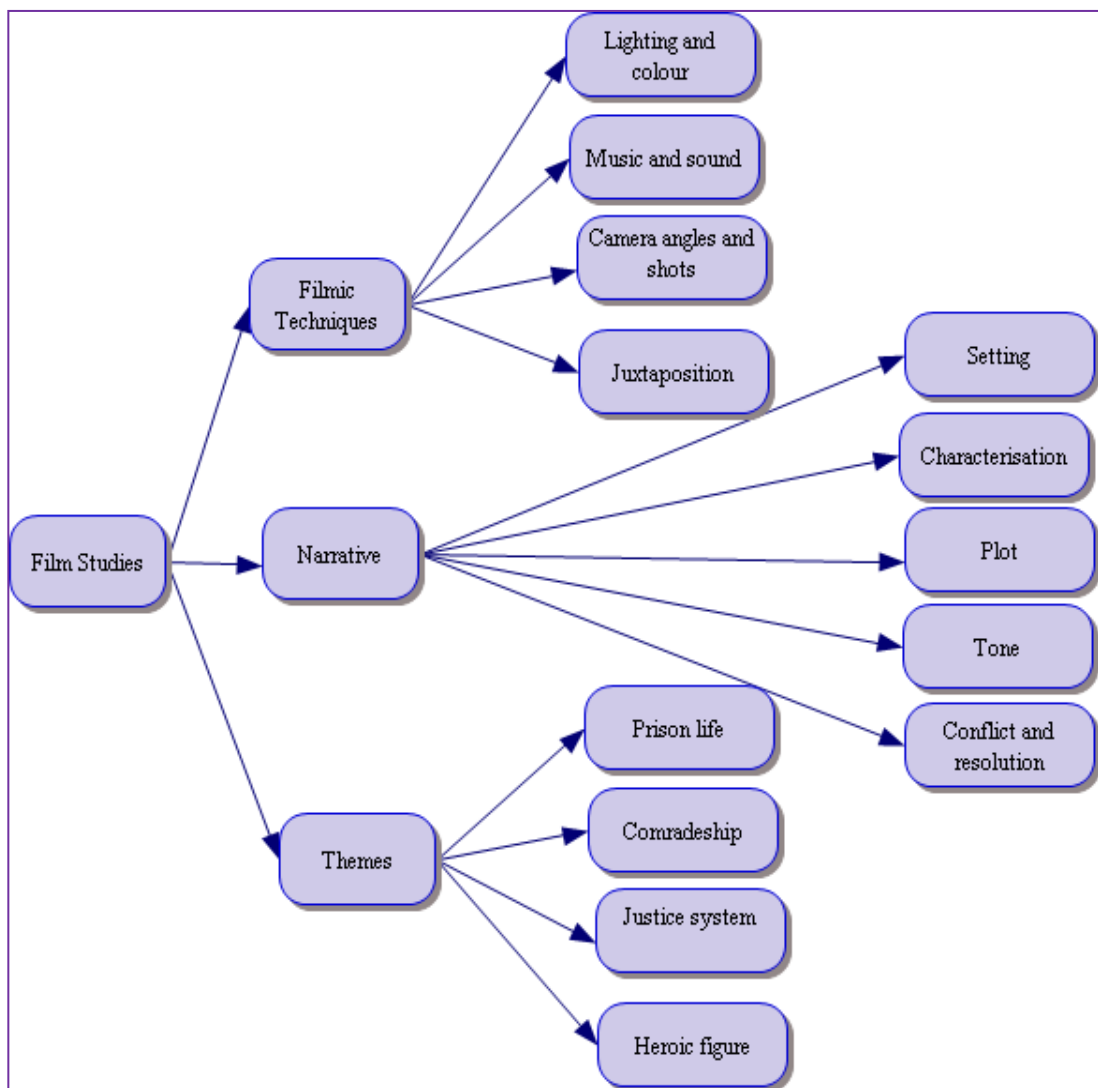 Film Studies
Filmic
Techniques
Lighting and
colour
Music and sound
Camera angles and
shots
Juxtaposition
Narrative
Setting
Characterisation
Plot
Tone
Conflict and
resolution
Themes
Prison life
Comradeship
Justice system
Heroic figure